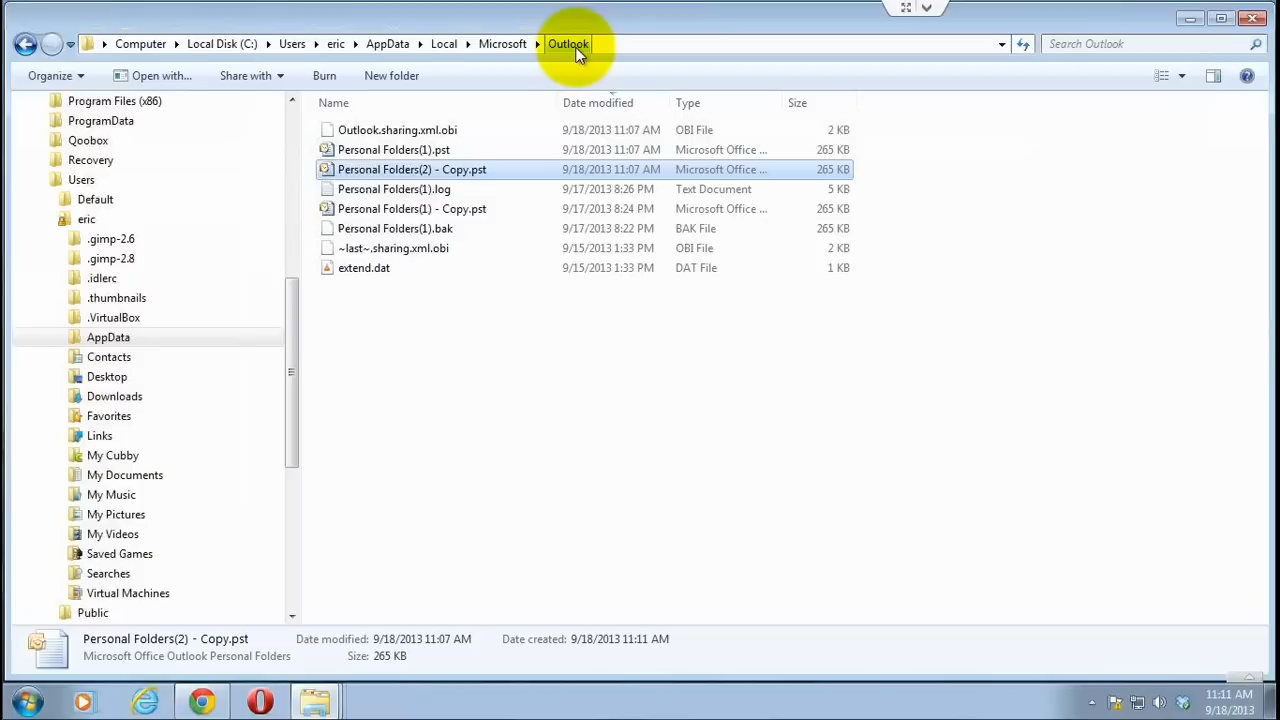 Computer Local Disk (C:) Users eric AppData Local Microsoft Outlook Search Outlook
Organize Open with... Share with Burn New folder
Program Files (x86)
ProgramData
Qoobox
Recovery
Users
Default
eric
.gimp-2.6
.gimp-2.8
.idlerc
.thumbnails
.VirtualBox
AppData
Contacts
Desktop
Downloads
Favorites
Links
My Cubby
My Documents
My Music
My Pictures
My Videos
Saved Games
Searches
Virtual Machines
Public
Name Date modified Type Size
Outlook.sharing.xml.obi 9/18/2013 11:07 AM OBI File 2 KB
Personal Folders(1).pst 9/18/2013 11:07 AM Microsoft Office ... 265 KB
Personal Folders(2) - Copy.pst 9/18/2013 11:07 AM Microsoft Office ... 265 KB
Personal Folders(1).log 9/17/2013 8:26 PM Text Document 5 KB
Personal Folders(1) - Copy.pst 9/17/2013 8:24 PM Microsoft Office ... 265 KB
Personal Folders(1).bak 9/17/2013 8:22 PM BAK File 265 KB
~last~.sharing.xml.obi 9/15/2013 1:33 PM OBI File 2 KB
extend.dat 9/15/2013 1:33 PM DAT File 1 KB
Personal Folders(2) - Copy.pst Date modified: 9/18/2013 11:07 AM Date created: 9/18/2013 11:11 AM
Microsoft Office Outlook Personal Folders Size: 265 KB
11:11 AM
9/18/2013